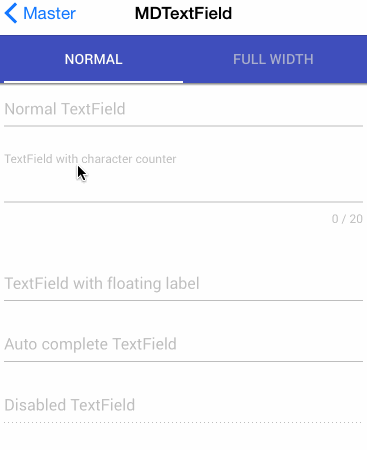 Master MDTextField
NORMAL FULL WIDTH
Normal TextField
TextField with character counter
0 / 20
TextField with floating label
Auto complete TextField
Disabled TextField